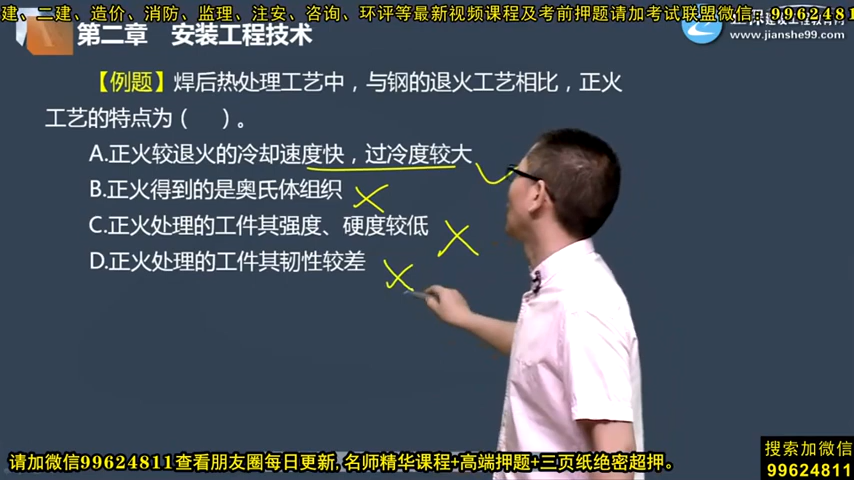 建、二建、造价、消防、监理、注安、咨询、环评等最新视频课程及考前押题请加考试联盟微信:9962481
www.jianshe99.com
第二章 安装工程技术
【例题】焊后热处理工艺中，与钢的退火工艺相比，正火
工艺的特点为（ ）。
A.正火较退火的冷却速度快，过冷度较大
B.正火得到的是奥氏体组织
C.正火处理的工件其强度、硬度较低
D.正火处理的工件其韧性较差
搜索加微信
99624811
请加微信99624811查看朋友圈每日更新,名师精华课程+高端押题+三页纸绝密超押。